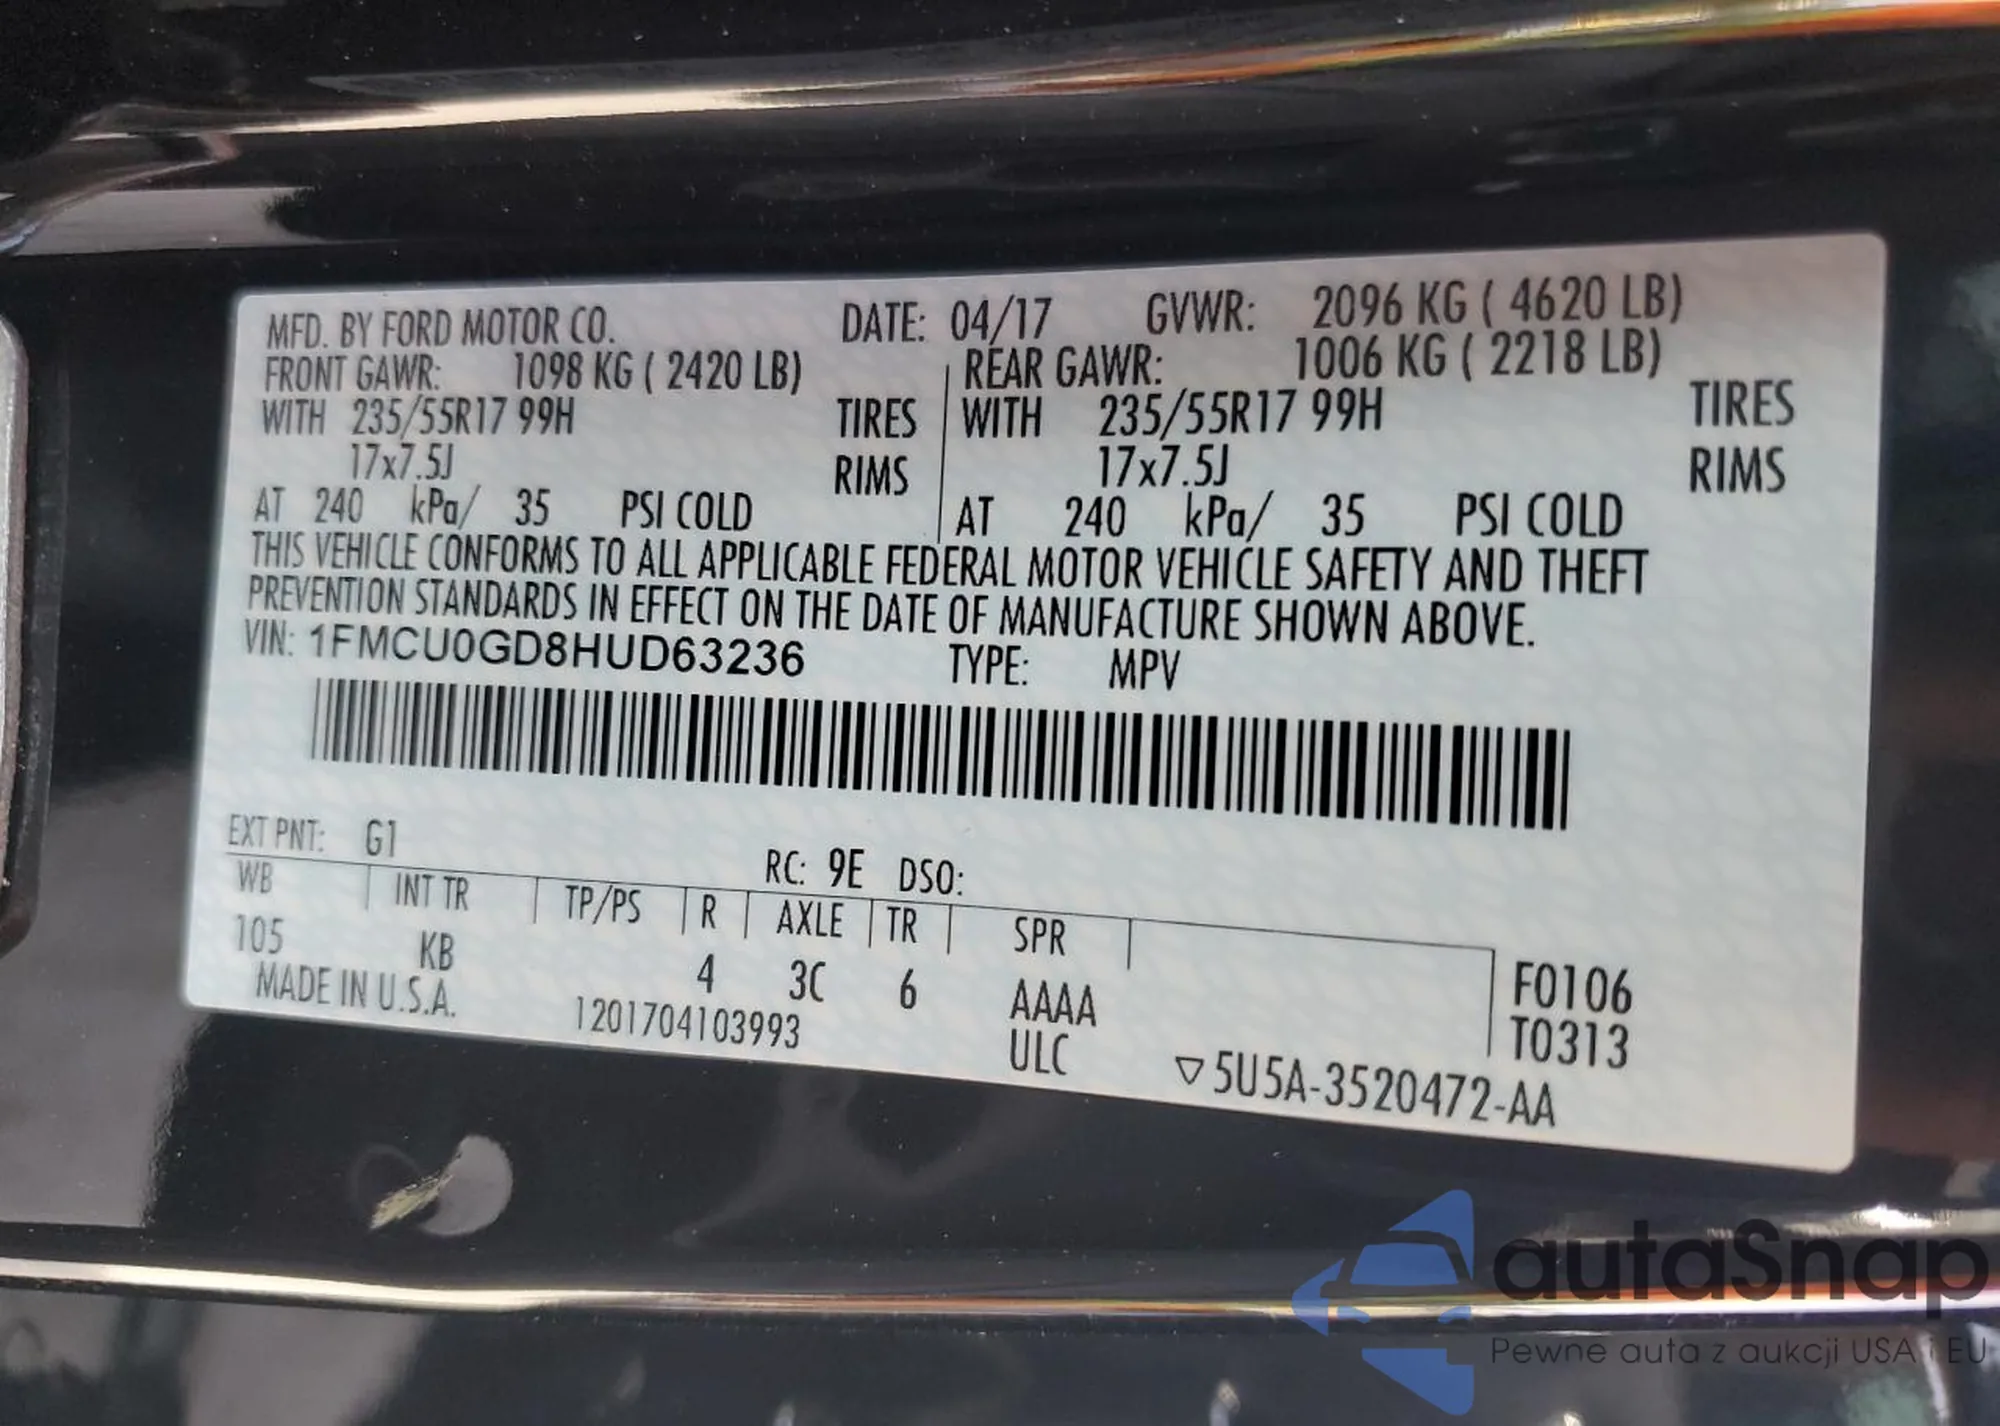 MFD. BY FORD MOTOR CO. DATE: 04/17 GVWR: 2096 KG ( 4620 LB)
FRONT GAWR: 1098 KG ( 2420 LB) REAR GAWR: 1006 KG ( 2218 LB)
WITH 235/55R17 99H TIRES WITH 235/55R17 99H TIRES
17x7.5J RIMS 17x7.5J RIMS
AT 240 kPa/ 35 PSI COLD AT 240 kPa/ 35 PSI COLD
THIS VEHICLE CONFORMS TO ALL APPLICABLE FEDERAL MOTOR VEHICLE SAFETY AND THEFT
PREVENTION STANDARDS IN EFFECT ON THE DATE OF MANUFACTURE SHOWN ABOVE.
VIN: 1FMCU0GD8HUD63236 TYPE: MPV
EXT PNT: G1 RC: 9E DSO:
WB INT TR TP/PS R AXLE TR SPR
105 KB 4 3C 6 AAAA F0106
MADE IN U.S.A. 1201704103993 ULC T0313
▽5U5A-3520472-AA
autaSnap
Pewne auta z aukcji USA i EU